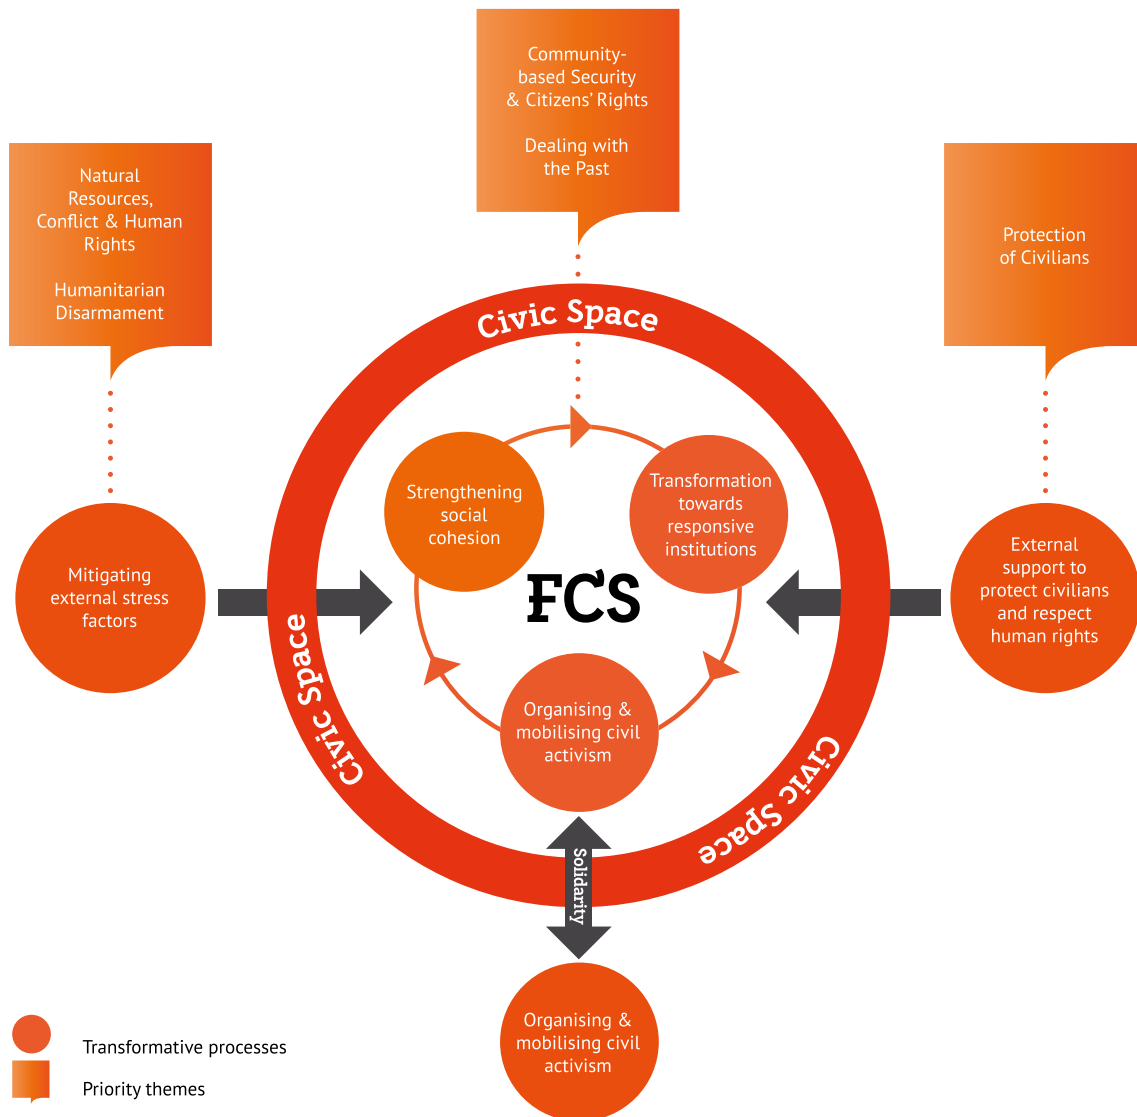 Community-
based Security
& Citizens’ Rights
Dealing with
the Past
Natural
Resources,
Conflict & Human
Rights
Humanitarian
Disarmament
Protection
of Civilians
Civic Space
Strengthening
social
cohesion
Transformation
towards
responsive
institutions
Mitigating
external stress
factors
FCS
External
support to
protect civilians
and respect
human rights
Civic Space
Organising &
mobilising civil
activism
Civic Space
Solidarity
Organising &
mobilising civil
activism
Transformative processes
Priority themes